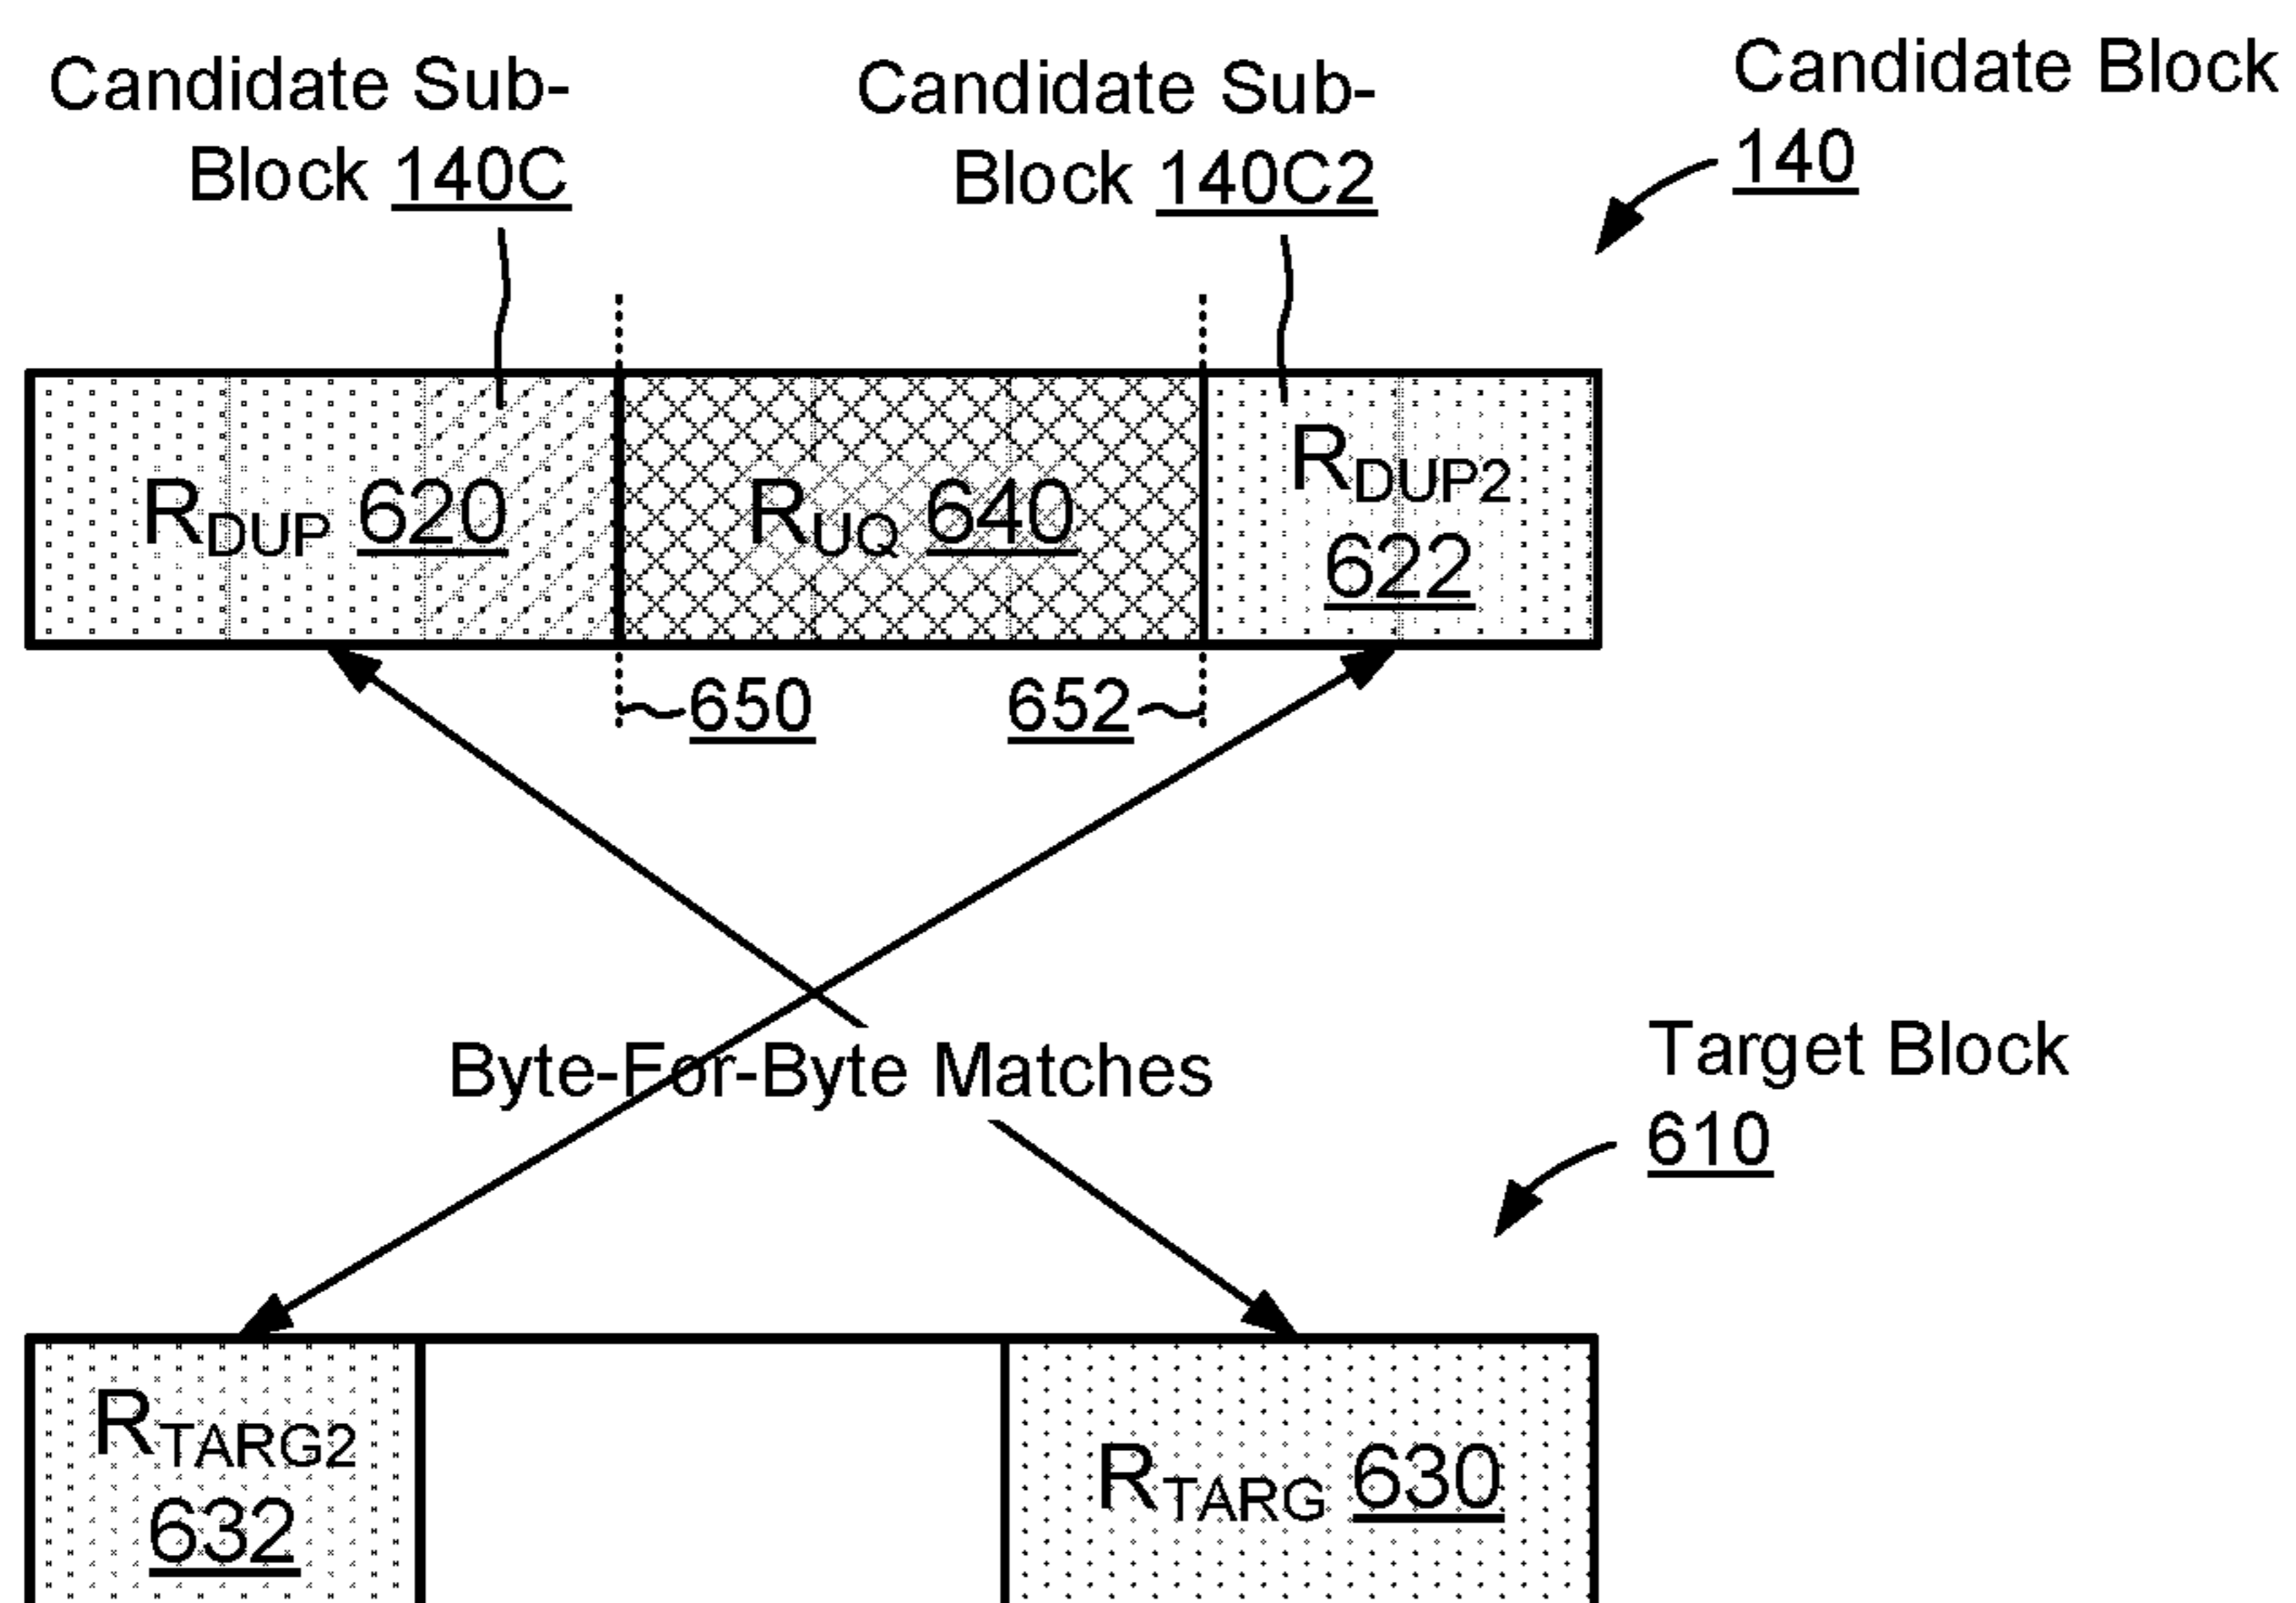 Candidate Sub-
Block 140C
Candidate Sub-
Block 140C2
Candidate Block
140
RDUP 620
RUQ 640
RDUP2
622
650
652
Byte-For-Byte Matches
Target Block
610
RTARG2
632
RTARG 630